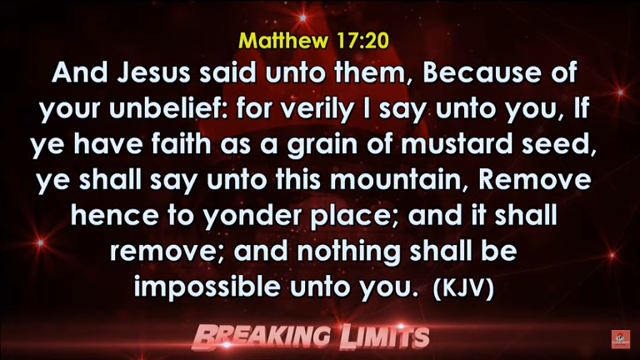 Matthew 17:20
And Jesus said unto them, Because of
your unbelief: for verily I say unto you, If
ye have faith as a grain of mustard seed,
ye shall say unto this mountain, Remove
hence to yonder place; and it shall
remove; and nothing shall be
impossible unto you. (KJV)
BREAKING LIMITS